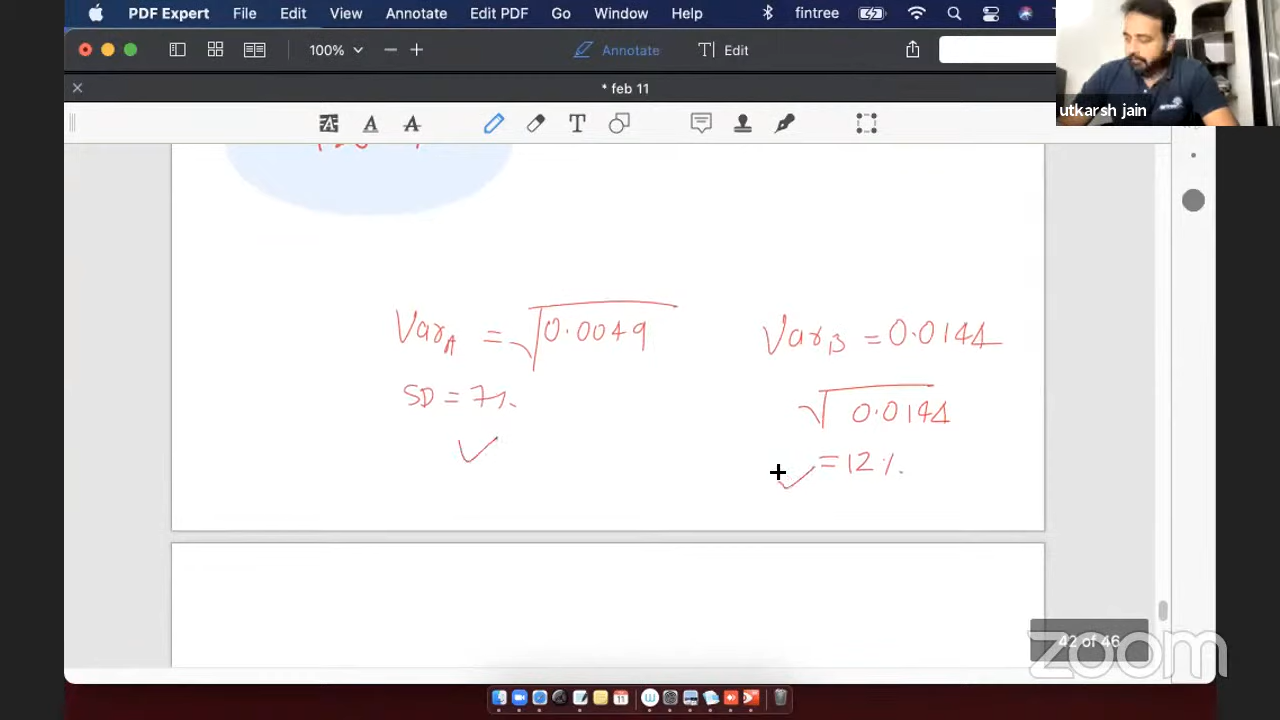 PDF Expert File Edit View Annotate Edit PDF Go Window Help fintree
100% Annotate T Edit
utkarsh jain
* feb 11
Var_A = √0.0049
Var_B = 0.0144
SD = 7%.
√0.0144
= 12%.
42 of 46
zoom
11